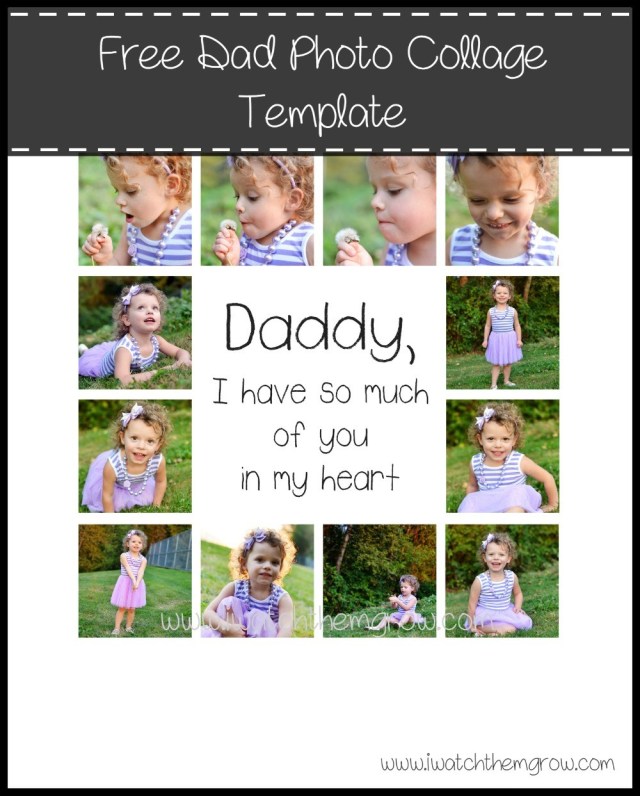 Free Dad Photo Collage
Template
Daddy,
I have so much
of you
in my heart
www.iwatchthemgrow.com
www.iwatchthemgrow.com